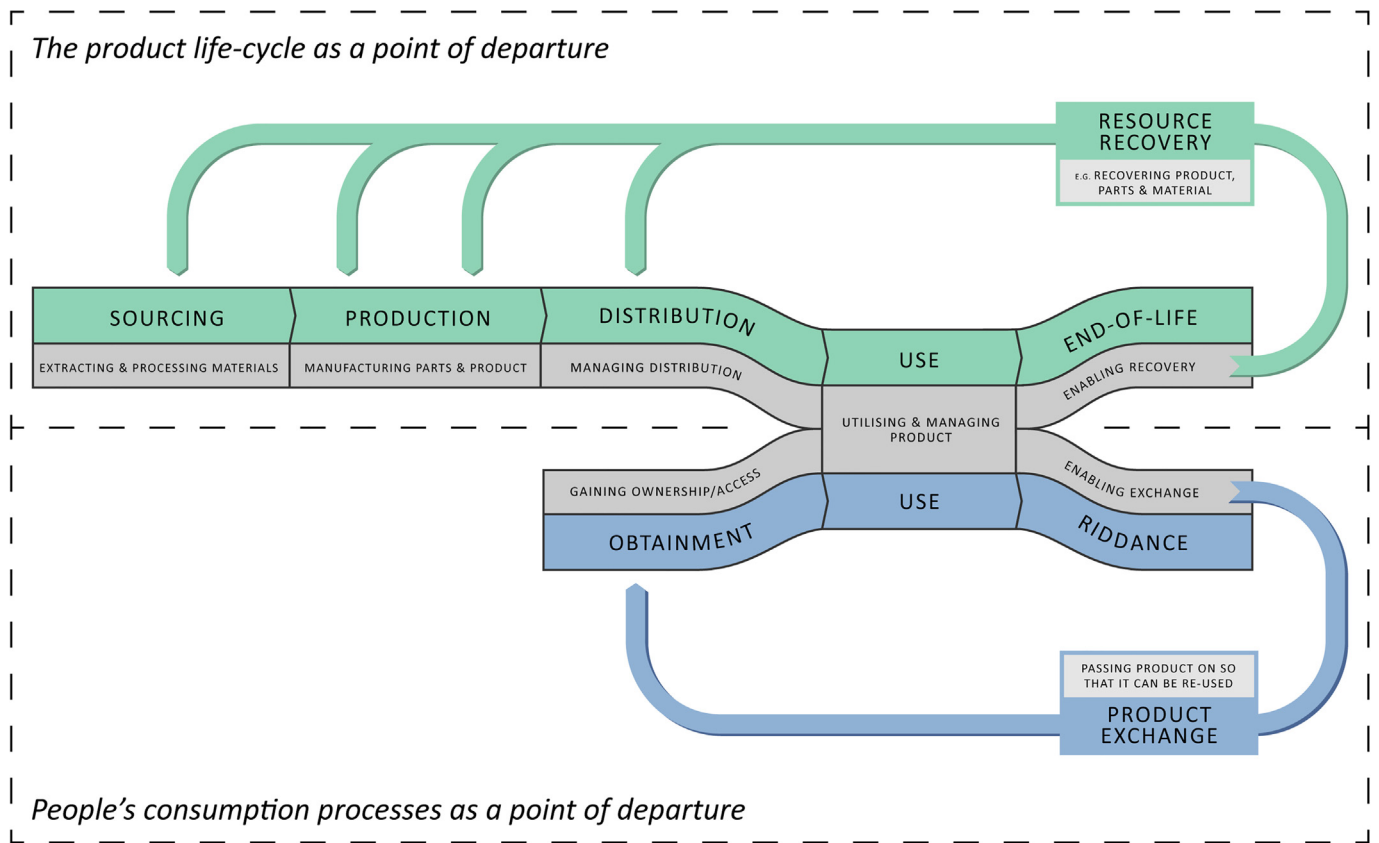 The product life-cycle as a point of departure
RESOURCE
RECOVERY
E.G. RECOVERING PRODUCT,
PARTS & MATERIAL
SOURCING
PRODUCTION
DISTRIBUTION
USE
END-OF-LIFE
EXTRACTING & PROCESSING MATERIALS
MANUFACTURING PARTS & PRODUCT
MANAGING DISTRIBUTION
ENABLING RECOVERY
UTILISING & MANAGING
PRODUCT
GAINING OWNERSHIP/ACCESS
ENABLING EXCHANGE
OBTAINMENT
USE
RIDDANCE
PASSING PRODUCT ON SO
THAT IT CAN BE RE-USED
PRODUCT
EXCHANGE
People’s consumption processes as a point of departure